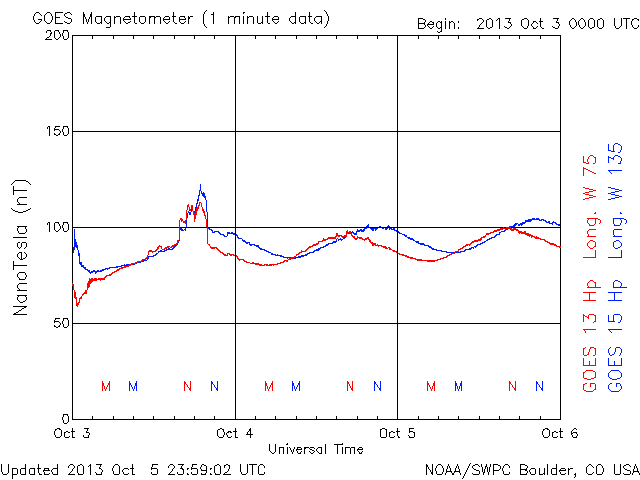 GOES Magnetometer (1 minute data)
Begin: 2013 Oct 3 0000 UTC
200
150
100
50
0
NanoTesla (nT)
M M N N M M N N M M N N
Oct 3 Oct 4 Oct 5 Oct 6
Universal Time
GOES 13 Hp Long. W 75
GOES 15 Hp Long. W 135
Updated 2013 Oct 5 23:59:02 UTC
NOAA/SWPC Boulder, CO USA